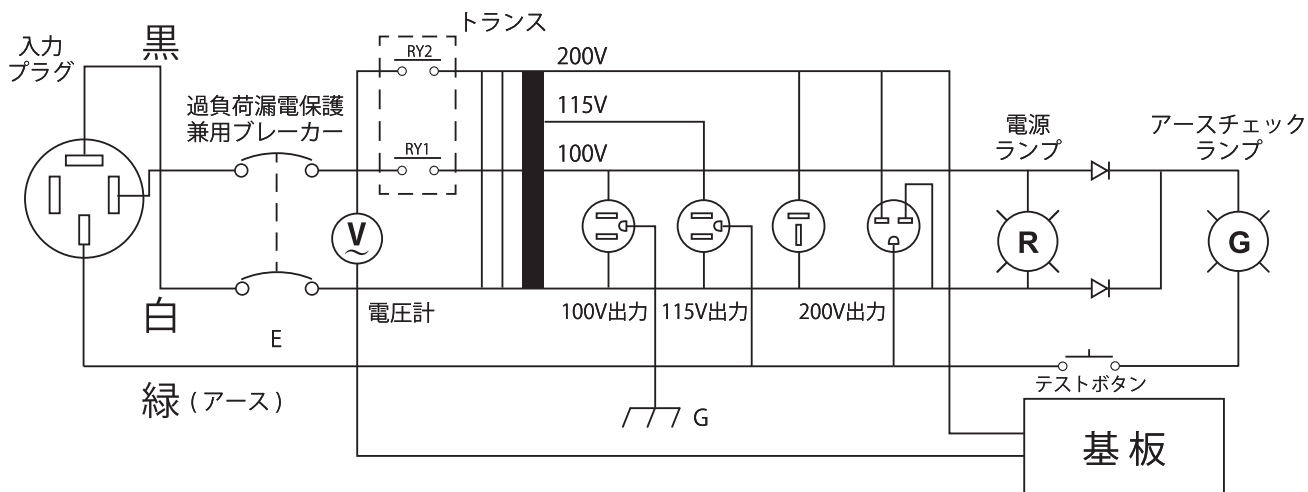 入力
プラグ
黒
過負荷漏電保護
兼用ブレーカー
RY2
RY1
トランス
200V
115V
100V
電源
ランプ
アースチェック
ランプ
V
R
G
白
E
電圧計
100V出力
115V出力
200V出力
緑(アース)
テストボタン
G
基板